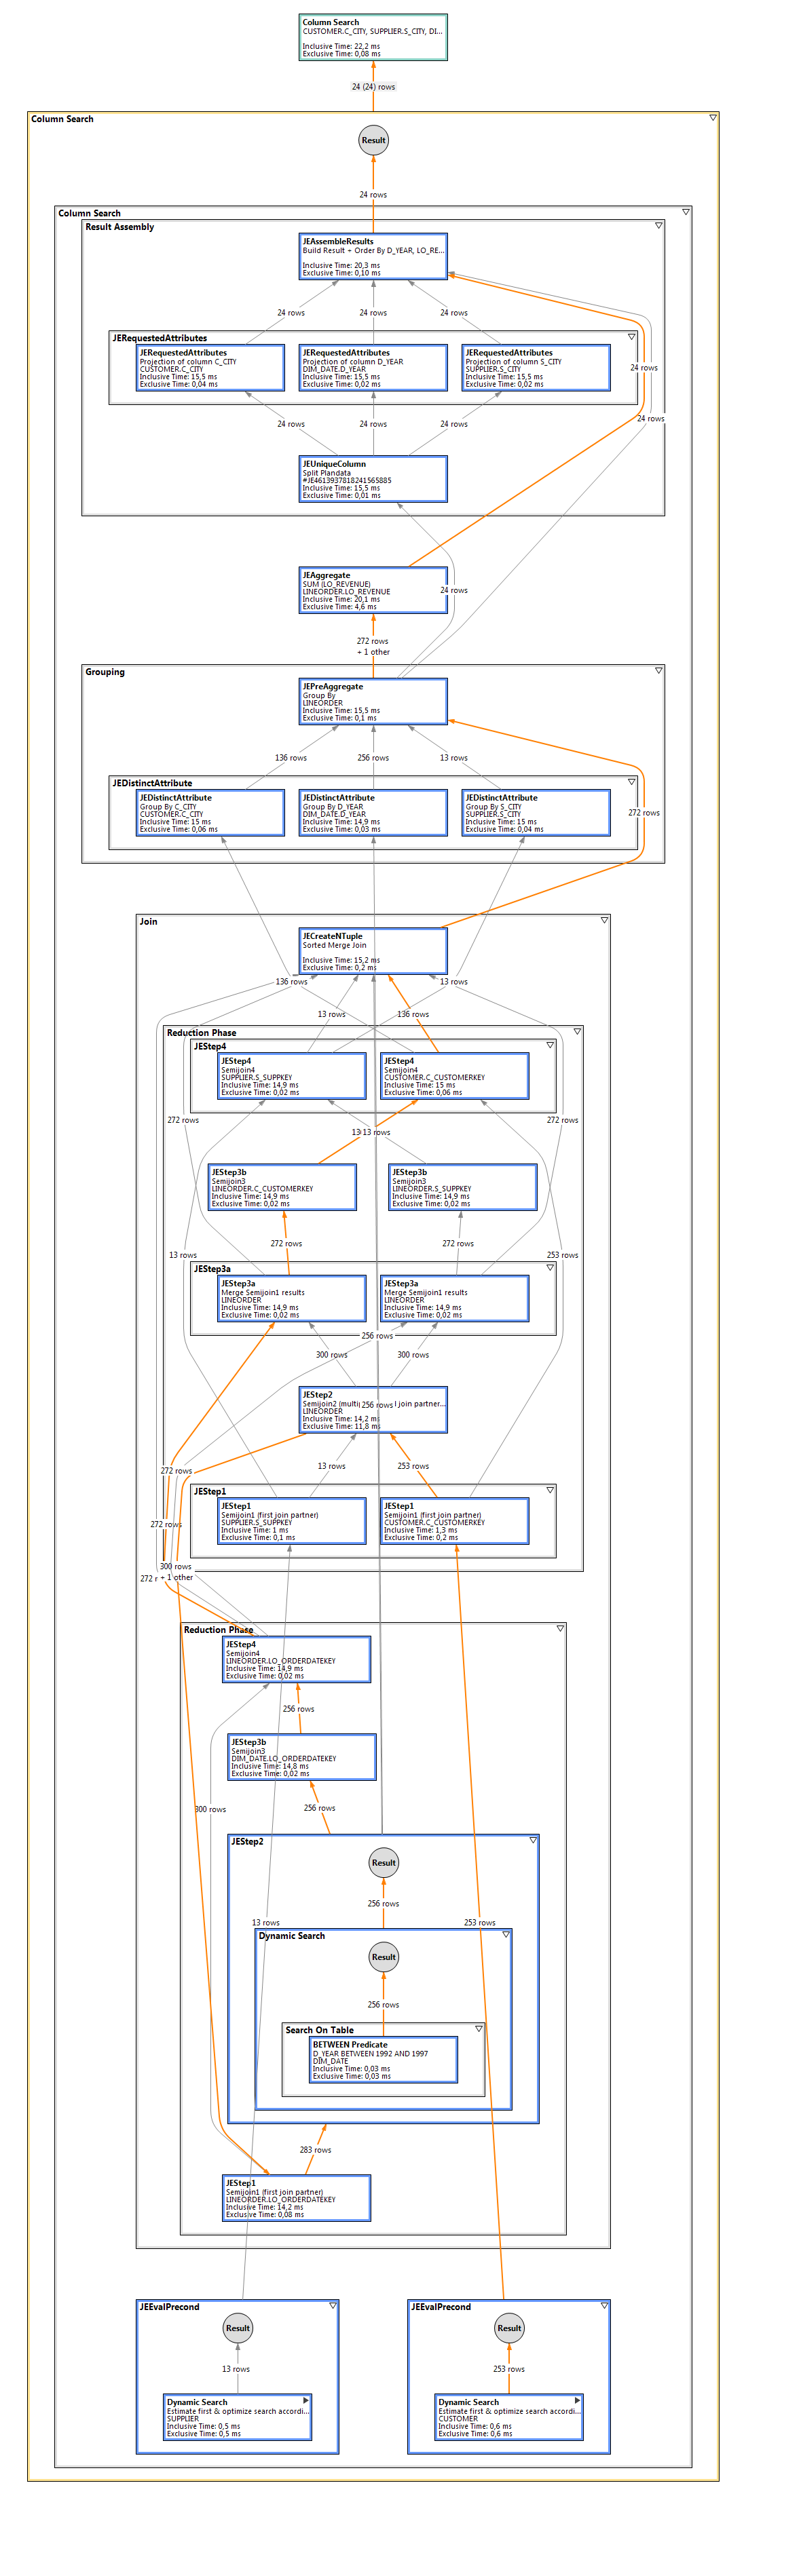 Column Search
CUSTOMER.C_CITY, SUPPLIER.S_CITY, DI...
Inclusive Time: 22,2 ms
Exclusive Time: 0,08 ms
24 (24) rows
Column Search
Result
24 rows
Column Search
Result Assembly
JEAssembleResults
Build Result + Order By D_YEAR, LO_RE...
Inclusive Time: 20,3 ms
Exclusive Time: 0,10 ms
24 rows
24 rows
24 rows
JERequestedAttributes
JERequestedAttributes
Projection of column C_CITY
CUSTOMER.C_CITY
Inclusive Time: 15,5 ms
Exclusive Time: 0,04 ms
JERequestedAttributes
Projection of column D_YEAR
DIM_DATE.D_YEAR
Inclusive Time: 15,5 ms
Exclusive Time: 0,02 ms
JERequestedAttributes
Projection of column S_CITY
SUPPLIER.S_CITY
Inclusive Time: 15,5 ms
Exclusive Time: 0,02 ms
24 rows
24 rows
24 rows
24 rows
24 rows
JEUniqueColumn
Split Plandata
#JE4613937818241565885
Inclusive Time: 15,5 ms
Exclusive Time: 0,01 ms
JEAggregate
SUM (LO_REVENUE)
LINEORDER.LO_REVENUE
Inclusive Time: 20,1 ms
Exclusive Time: 4,6 ms
24 rows
272 rows
+ 1 other
Grouping
JEPreAggregate
Group By
LINEORDER
Inclusive Time: 15,5 ms
Exclusive Time: 0,1 ms
136 rows
256 rows
13 rows
JEDistinctAttribute
JEDistinctAttribute
Group By C_CITY
CUSTOMER.C_CITY
Inclusive Time: 15 ms
Exclusive Time: 0,06 ms
JEDistinctAttribute
Group By D_YEAR
DIM_DATE.D_YEAR
Inclusive Time: 14,9 ms
Exclusive Time: 0,03 ms
JEDistinctAttribute
Group By S_CITY
SUPPLIER.S_CITY
Inclusive Time: 15 ms
Exclusive Time: 0,04 ms
272 rows
Join
JECreateNTuple
Sorted Merge Join
Inclusive Time: 15,2 ms
Exclusive Time: 0,2 ms
136 rows
13 rows
13 rows
136 rows
Reduction Phase
JEStep4
JEStep4
Semijoin4
SUPPLIER.S_SUPPKEY
Inclusive Time: 14,9 ms
Exclusive Time: 0,02 ms
JEStep4
Semijoin4
CUSTOMER.C_CUSTOMERKEY
Inclusive Time: 15 ms
Exclusive Time: 0,06 ms
272 rows
272 rows
13 rows
JEStep3b
Semijoin3
LINEORDER.C_CUSTOMERKEY
Inclusive Time: 14,9 ms
Exclusive Time: 0,02 ms
JEStep3b
Semijoin3
LINEORDER.S_SUPPKEY
Inclusive Time: 14,9 ms
Exclusive Time: 0,02 ms
272 rows
272 rows
13 rows
253 rows
JEStep3a
JEStep3a
Merge Semijoin1 results
LINEORDER
Inclusive Time: 14,9 ms
Exclusive Time: 0,02 ms
JEStep3a
Merge Semijoin1 results
LINEORDER
Inclusive Time: 14,9 ms
Exclusive Time: 0,02 ms
256 rows
300 rows
300 rows
JEStep2
Semijoin2 join partner...
256 rows
LINEORDER
Inclusive Time: 14,2 ms
Exclusive Time: 11,8 ms
13 rows
253 rows
272 rows
JEStep1
JEStep1
Semijoin1 (first join partner)
SUPPLIER.S_SUPPKEY
Inclusive Time: 1 ms
Exclusive Time: 0,1 ms
JEStep1
Semijoin1 (first join partner)
CUSTOMER.C_CUSTOMERKEY
Inclusive Time: 1,3 ms
Exclusive Time: 0,2 ms
272 rows
300 rows
272 + 1 other
Reduction Phase
JEStep4
Semijoin4
LINEORDER.LO_ORDERDATEKEY
Inclusive Time: 14,9 ms
Exclusive Time: 0,02 ms
256 rows
JEStep3b
Semijoin3
DIM_DATE.LO_ORDERDATEKEY
Inclusive Time: 14,8 ms
Exclusive Time: 0,02 ms
300 rows
256 rows
JEStep2
Result
256 rows
13 rows
253 rows
Dynamic Search
Result
256 rows
Search On Table
BETWEEN Predicate
D_YEAR BETWEEN 1992 AND 1997
DIM_DATE
Inclusive Time: 0,03 ms
Exclusive Time: 0,03 ms
283 rows
JEStep1
Semijoin1 (first join partner)
LINEORDER.LO_ORDERDATEKEY
Inclusive Time: 14,2 ms
Exclusive Time: 0,08 ms
JEEvalPrecond
Result
13 rows
Dynamic Search
Estimate first & optimize search accordi...
SUPPLIER
Inclusive Time: 0,5 ms
Exclusive Time: 0,5 ms
JEEvalPrecond
Result
253 rows
Dynamic Search
Estimate first & optimize search accordi...
CUSTOMER
Inclusive Time: 0,6 ms
Exclusive Time: 0,6 ms